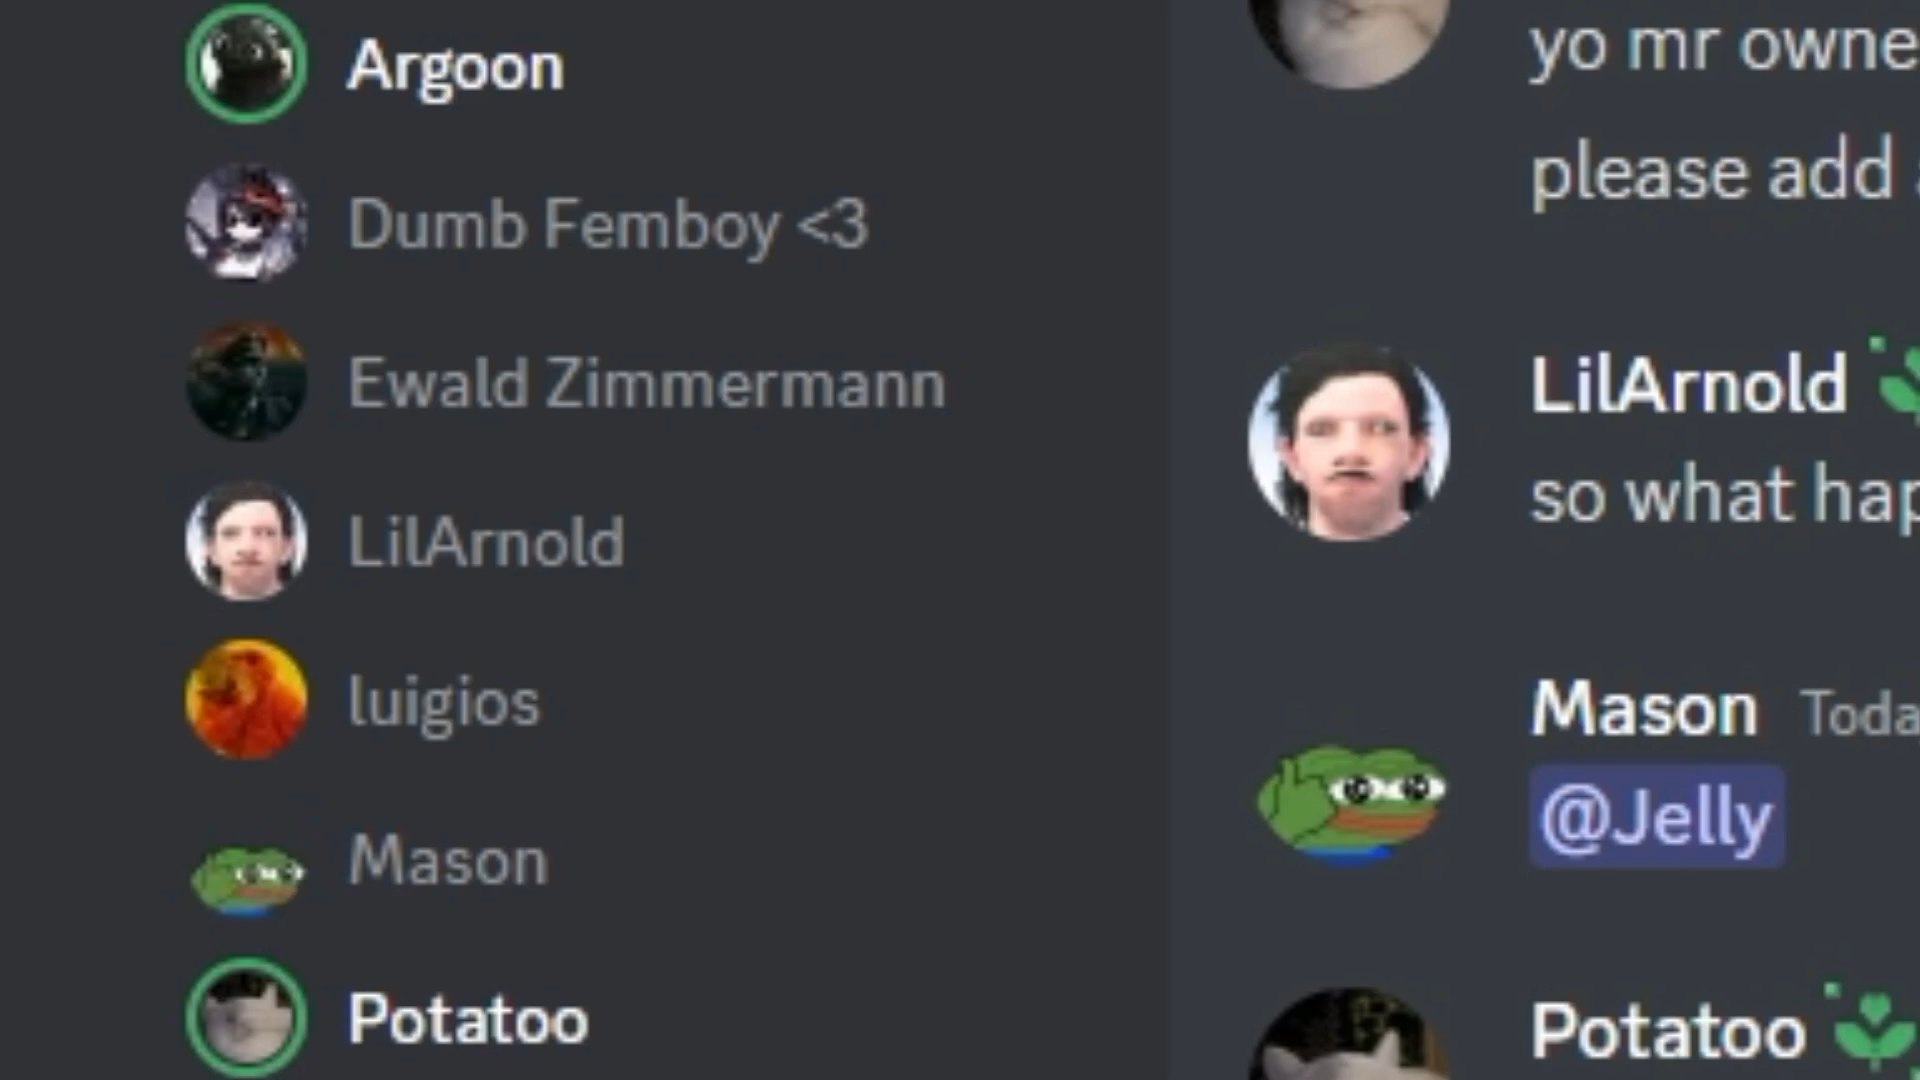 Argoon
Dumb Femboy <3
Ewald Zimmermann
LilArnold
luigios
Mason
Potatoo
yo mr owne
please add
LilArnold
so what hap
Mason Toda
@Jelly
Potatoo